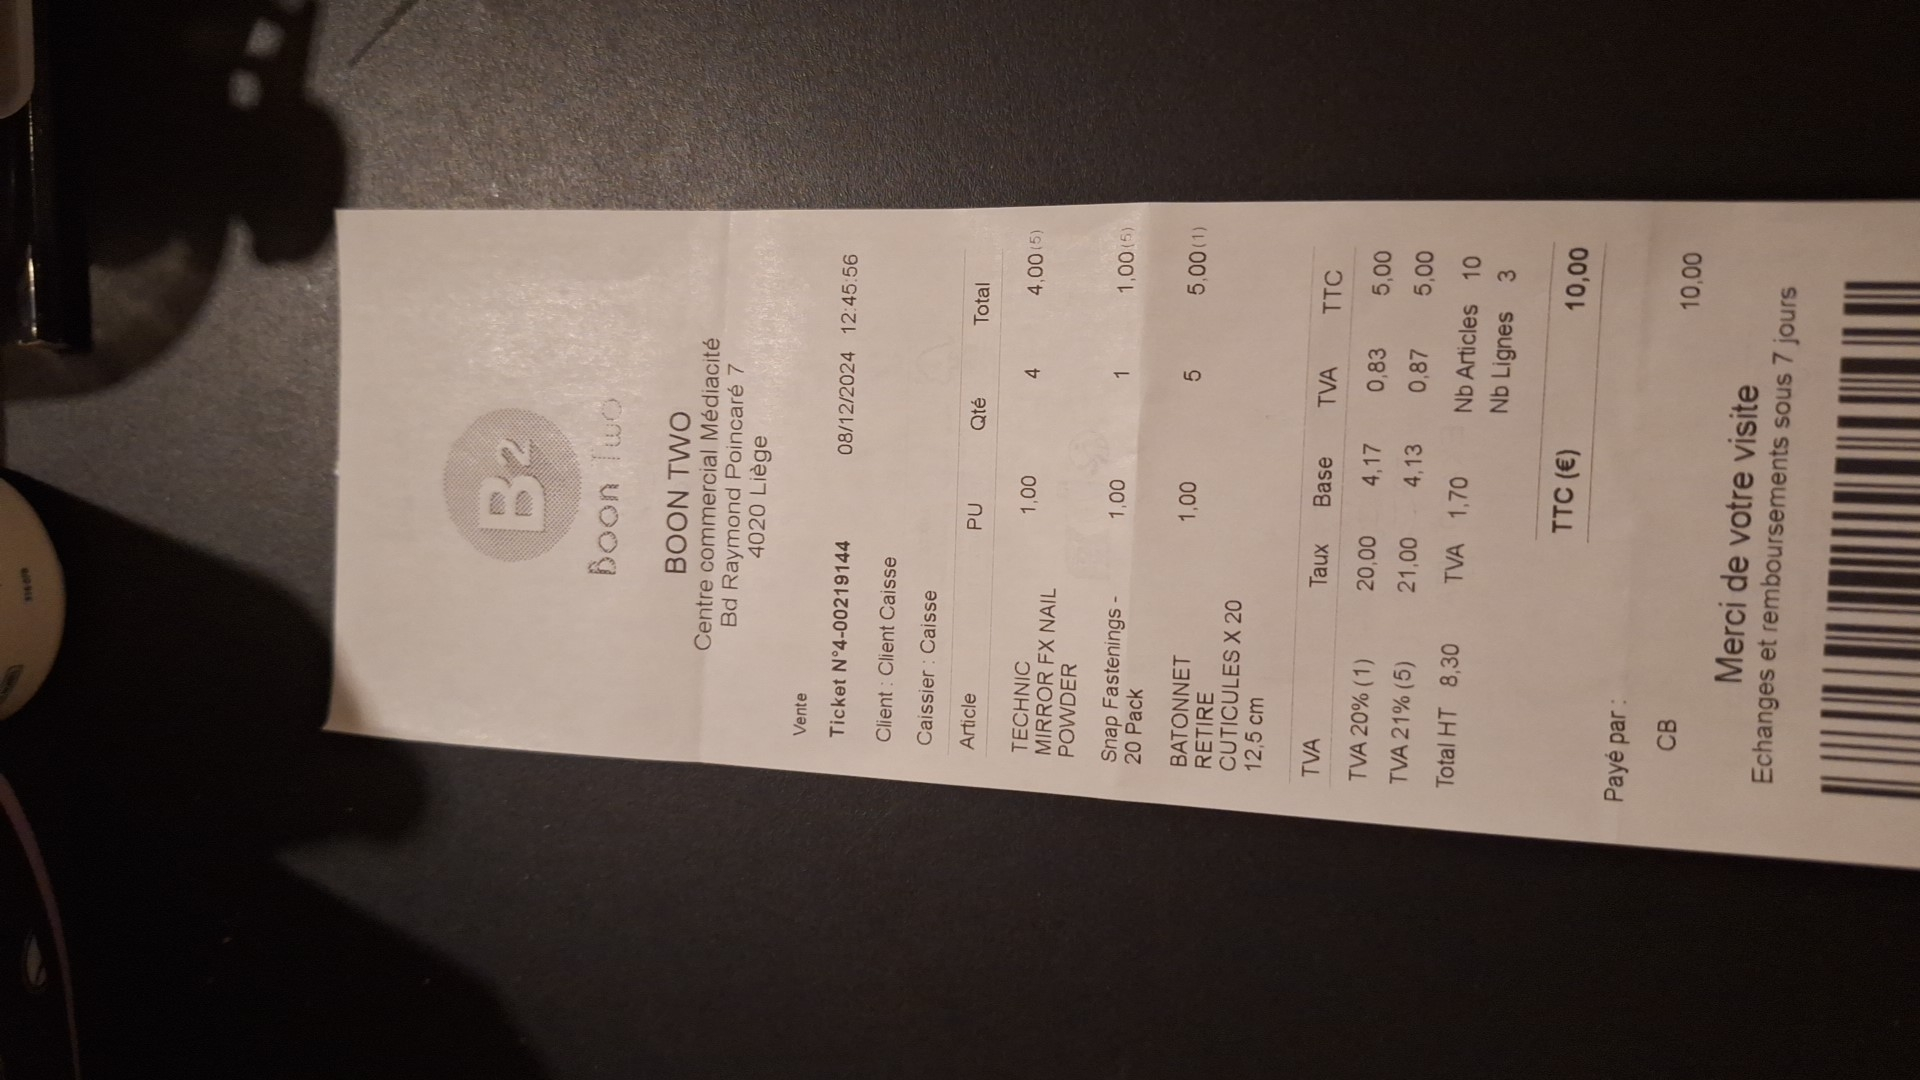 B2
Boon Two
BOON TWO
Centre commercial Médiacité
Bd Raymond Poincaré 7
4020 Liège
Vente
Ticket N°4-00219144 08/12/2024 12:45:56
Client : Client Caisse
Caissier : Caisse
Article PU Qté Total
TECHNIC 1,00 4 4,00 (5)
MIRROR FX NAIL
POWDER
Snap Fastenings - 1,00 1 1,00 (5)
20 Pack
BATONNET 1,00 5 5,00 (1)
RETIRE
CUTICULES X 20
12,5 cm
TVA Taux Base TVA TTC
TVA 20% (1) 20,00 4,17 0,83 5,00
TVA 21% (5) 21,00 4,13 0,87 5,00
Total HT 8,30 TVA 1,70 Nb Articles 10
Nb Lignes 3
TTC (€) 10,00
Payé par :
CB 10,00
Merci de votre visite
Echanges et remboursements sous 7 jours